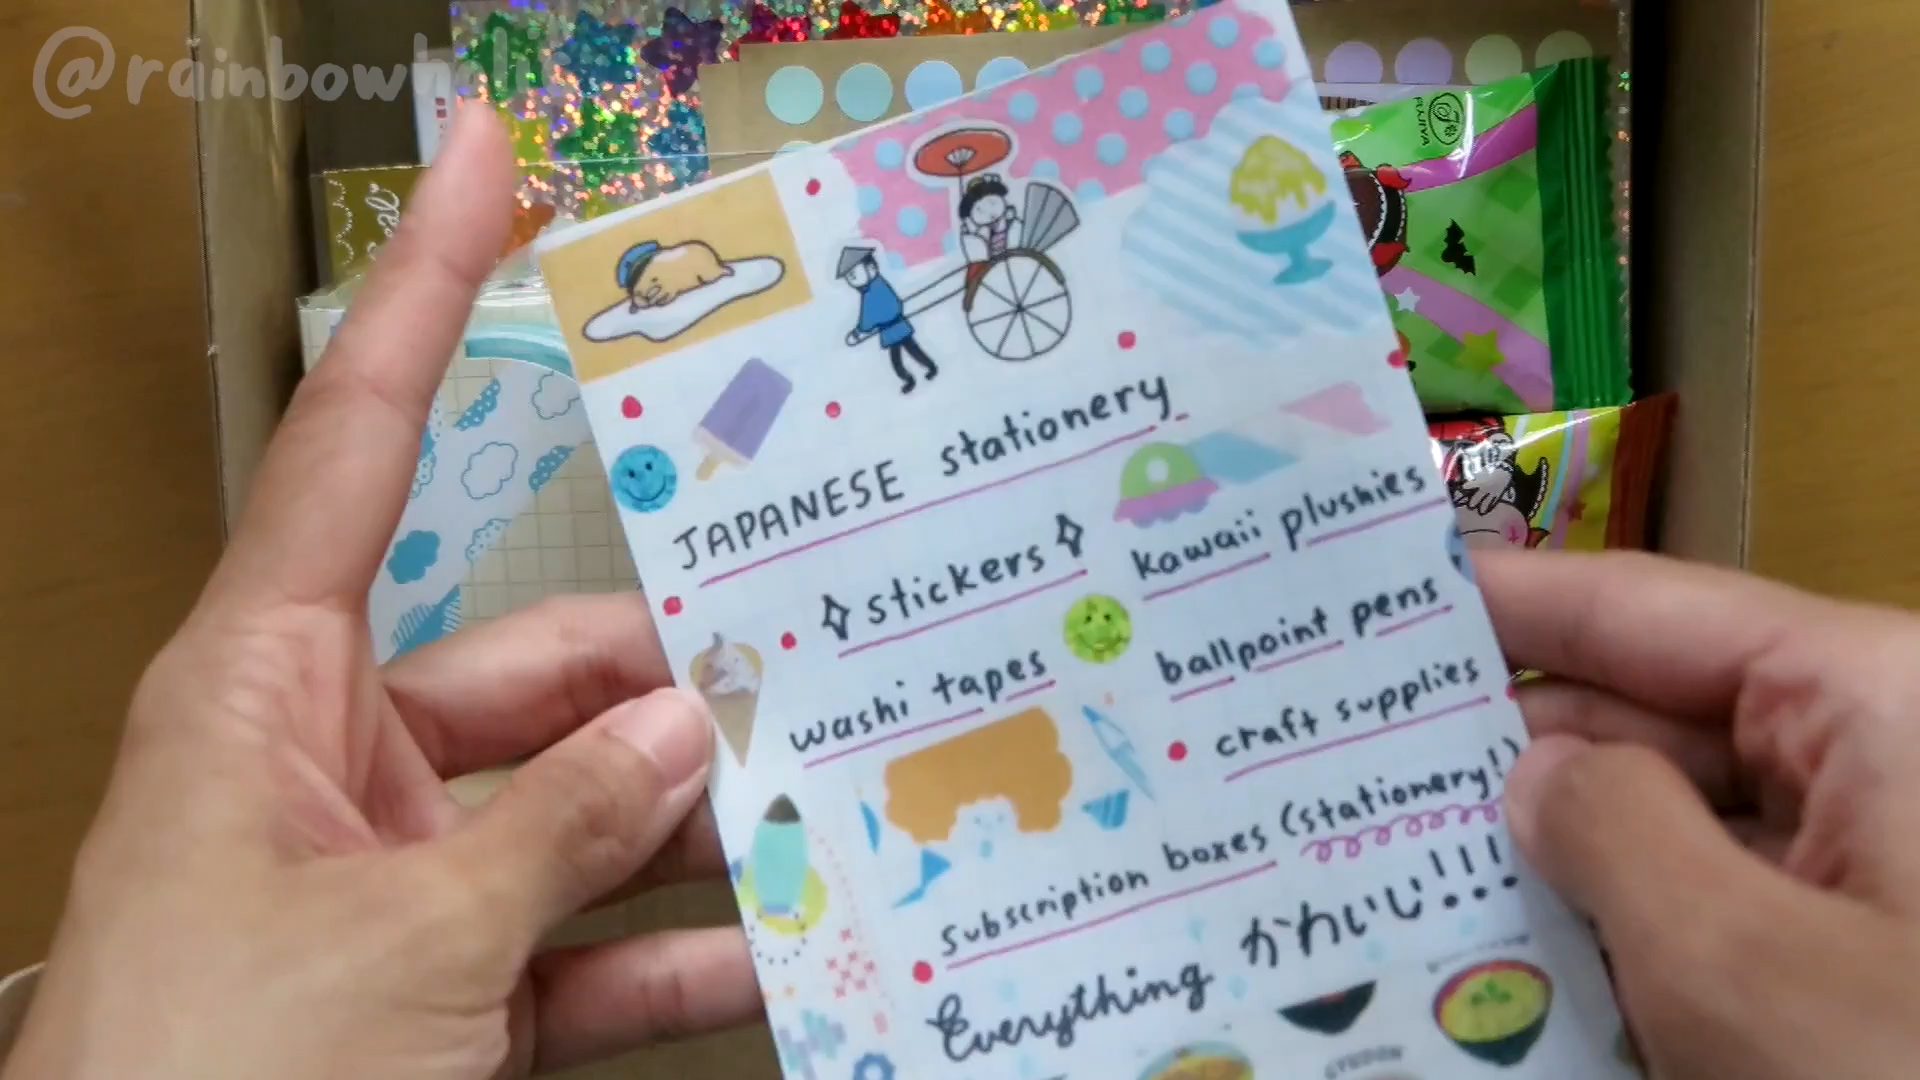 JAPANESE stationery
stickers
kawaii plushies
washi tapes
ballpoint pens
craft supplies
Subscription boxes (stationery!)
Everything かわいい!!!
FUJIYA